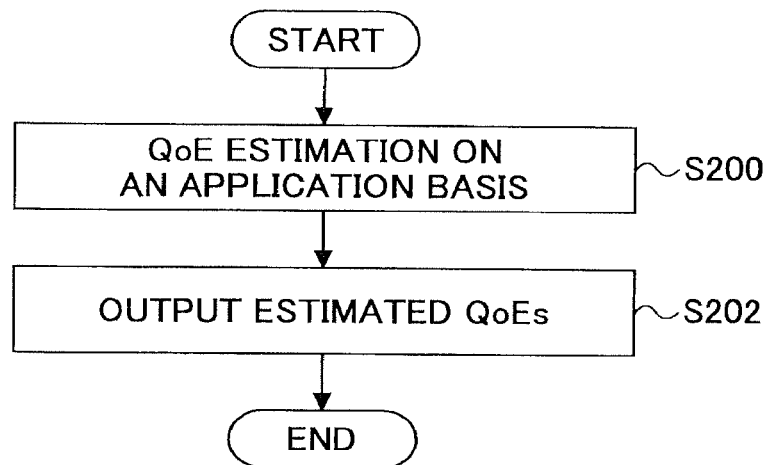 START
QoE ESTIMATION ON
AN APPLICATION BASIS
S200
OUTPUT ESTIMATED QoEs
S202
END